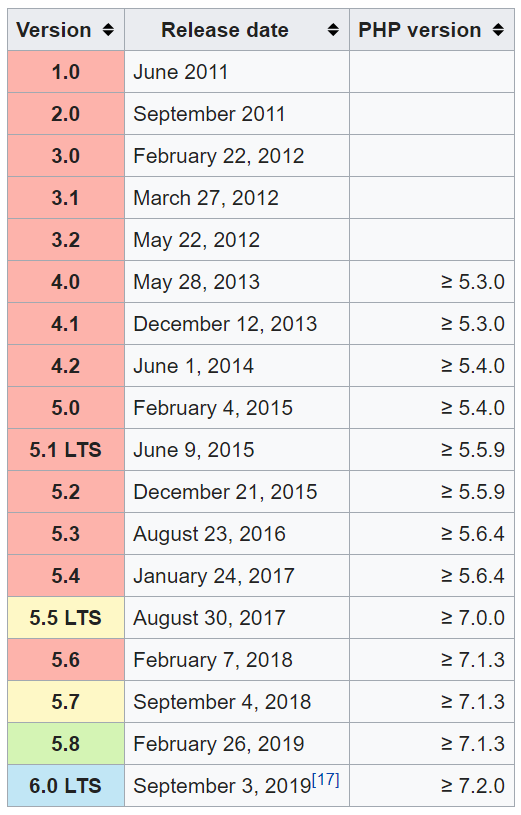 Version Release date PHP version
1.0 June 2011
2.0 September 2011
3.0 February 22, 2012
3.1 March 27, 2012
3.2 May 22, 2012
4.0 May 28, 2013 ≥ 5.3.0
4.1 December 12, 2013 ≥ 5.3.0
4.2 June 1, 2014 ≥ 5.4.0
5.0 February 4, 2015 ≥ 5.4.0
5.1 LTS June 9, 2015 ≥ 5.5.9
5.2 December 21, 2015 ≥ 5.5.9
5.3 August 23, 2016 ≥ 5.6.4
5.4 January 24, 2017 ≥ 5.6.4
5.5 LTS August 30, 2017 ≥ 7.0.0
5.6 February 7, 2018 ≥ 7.1.3
5.7 September 4, 2018 ≥ 7.1.3
5.8 February 26, 2019 ≥ 7.1.3
6.0 LTS September 3, 2019[17] ≥ 7.2.0